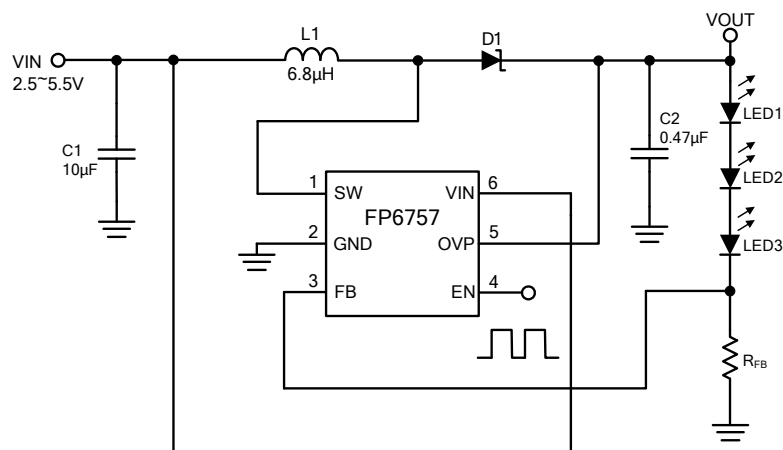 VOUT
L1
D1
VIN
2.5~5.5V
6.8μH
LED1
C2
0.47μF
C1
10μF
LED2
1
SW
VIN
6
FP6757
2
GND
OVP
5
LED3
3
FB
EN
4
RFB